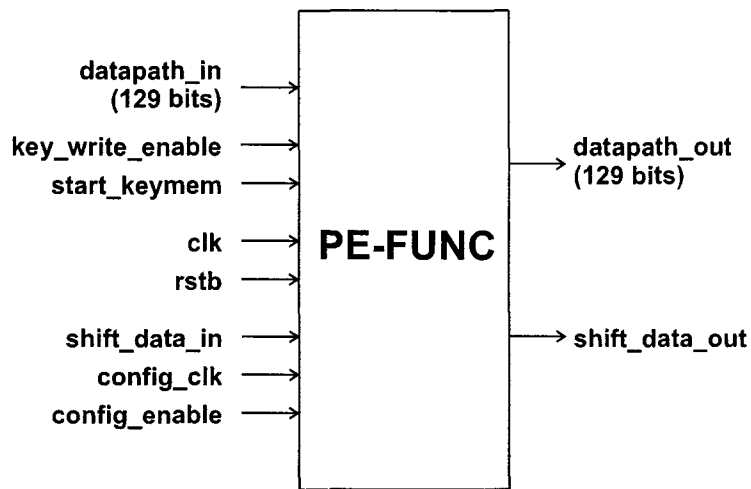 datapath_in
(129 bits)
key_write_enable
start_keymem
clk
rstb
shift_data_in
config_clk
config_enable
PE-FUNC
datapath_out
(129 bits)
shift_data_out